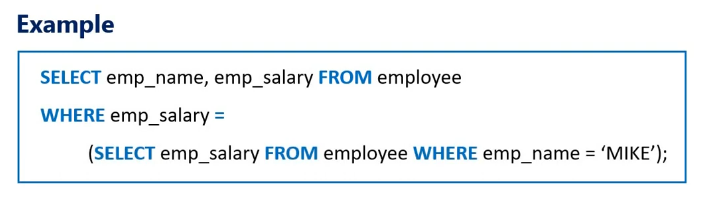 Example
SELECT emp_name, emp_salary FROM employee
WHERE emp_salary =
(SELECT emp_salary FROM employee WHERE emp_name = ‘MIKE’);